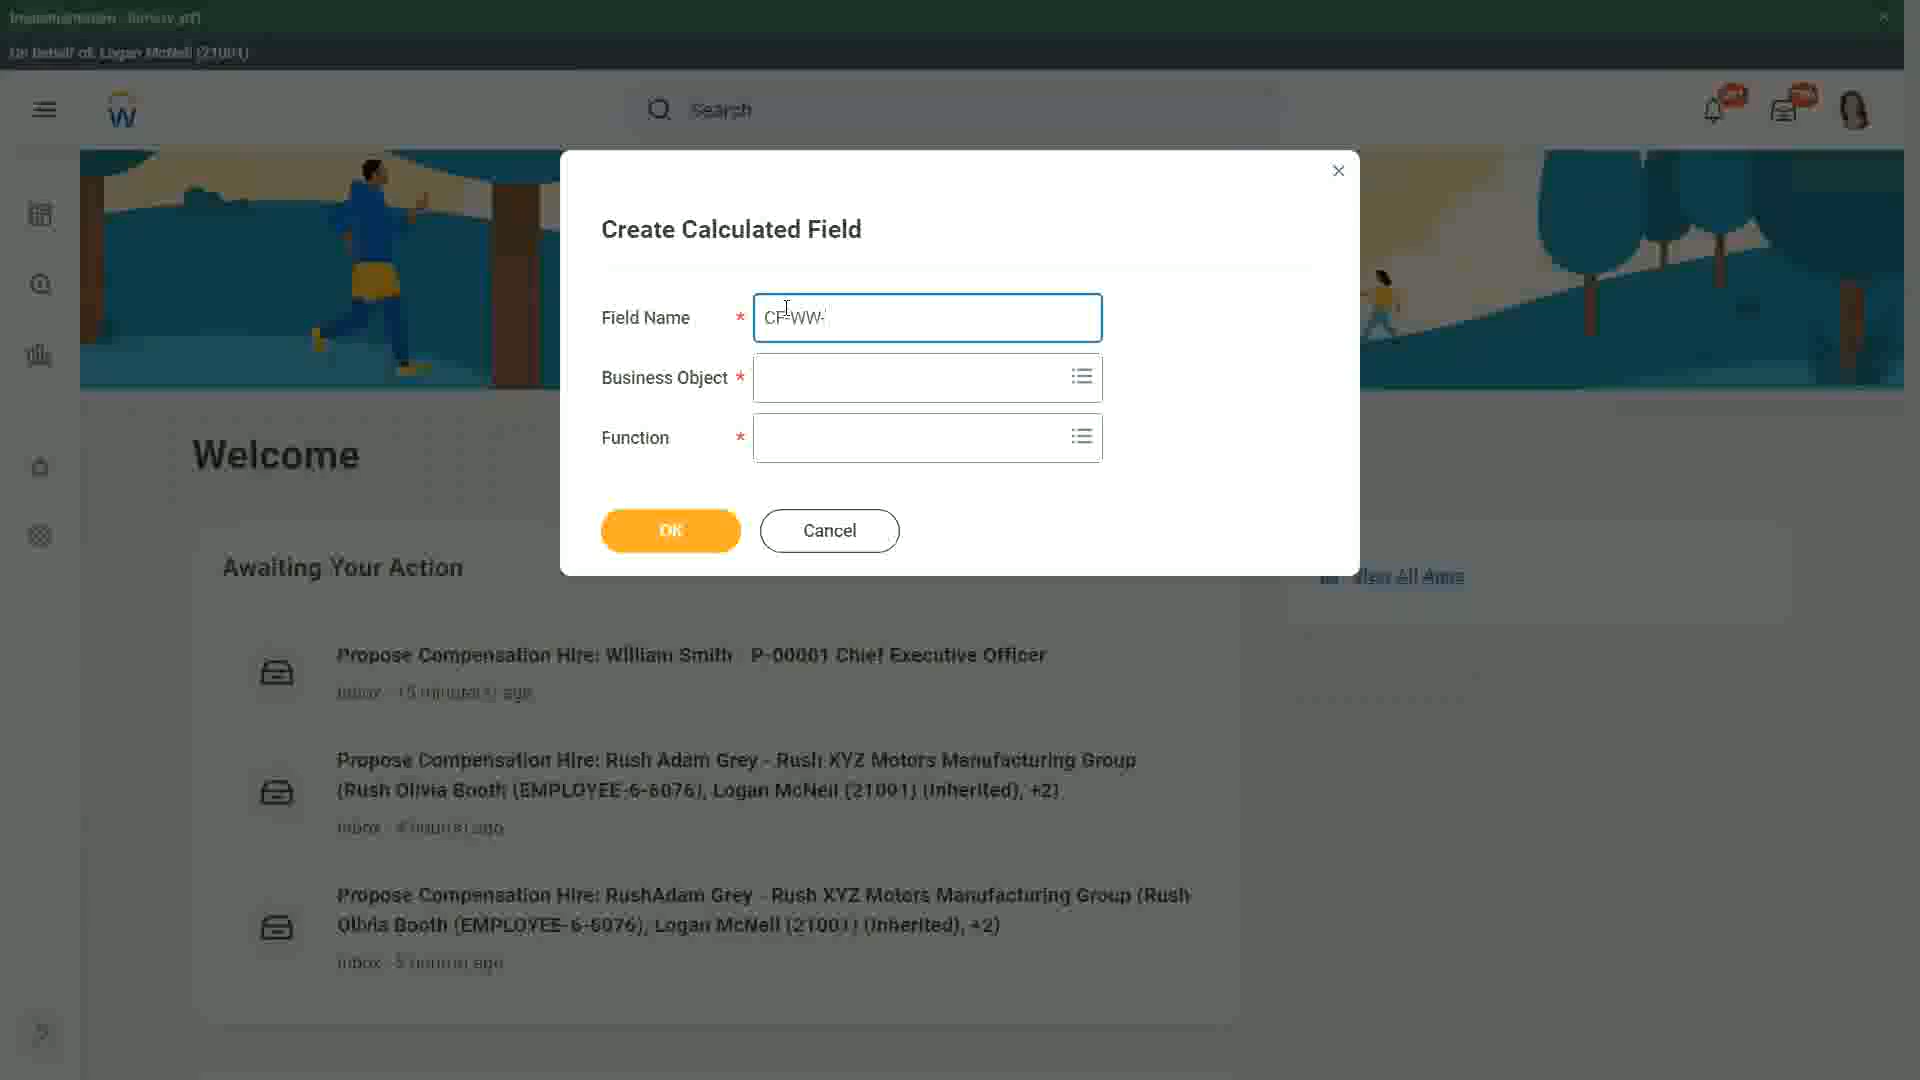 On behalf of: Logan McNeil (21001)
W
Search
Create Calculated Field
Field Name *
CF-WW-
Business Object *
Function *
OK
Cancel
Welcome
Awaiting Your Action
View All Apps
Propose Compensation Hire: William Smith - P-00001 Chief Executive Officer
Inbox - 15 minute(s) ago
Propose Compensation Hire: Rush Adam Grey - Rush XYZ Motors Manufacturing Group
(Rush Olivia Booth (EMPLOYEE-6-6076), Logan McNeil (21001) (Inherited), +2)
Inbox - 4 hour(s) ago
Propose Compensation Hire: RushAdam Grey - Rush XYZ Motors Manufacturing Group (Rush
Olivia Booth (EMPLOYEE-6-6076), Logan McNeil (21001) (Inherited), +2)
Inbox - 5 hour(s) ago